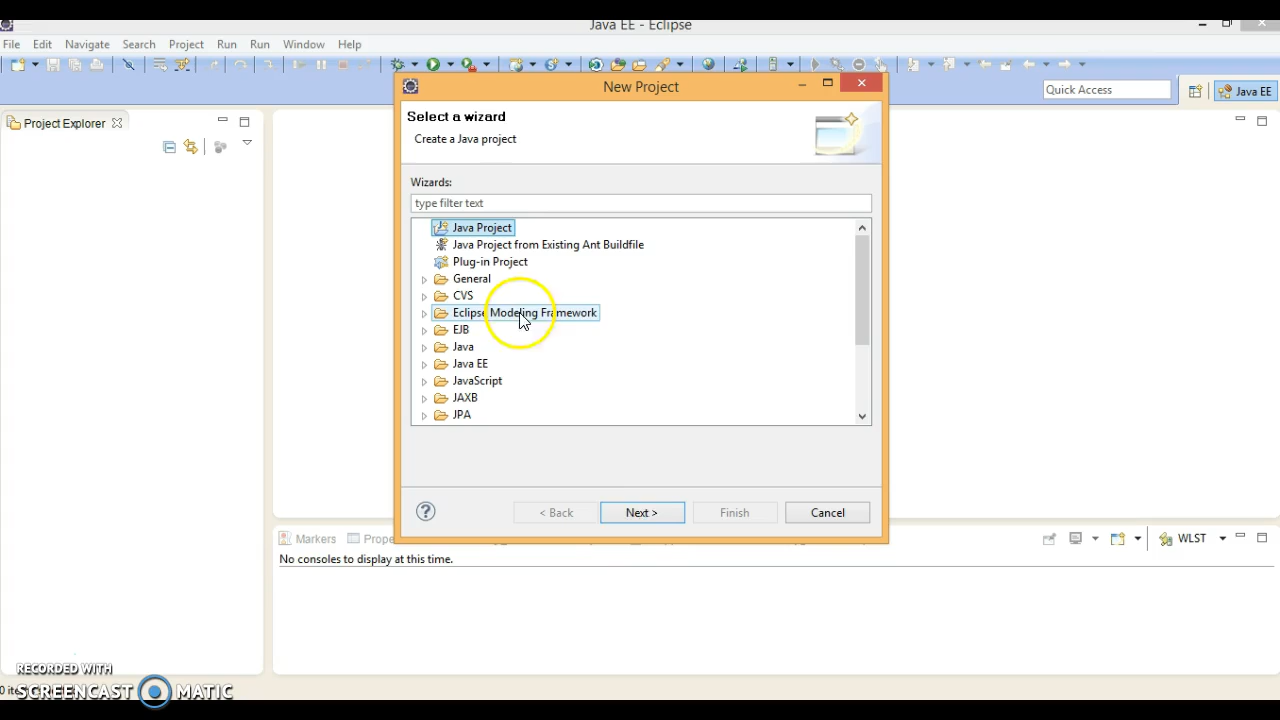 Java EE - Eclipse
File Edit Navigate Search Project Run Run Window Help
New Project
Quick Access
Java EE
Project Explorer
Select a wizard
Create a Java project
Wizards:
type filter text
Java Project
Java Project from Existing Ant Buildfile
Plug-in Project
General
CVS
Eclipse Modeling Framework
EJB
Java
Java EE
JavaScript
JAXB
JPA
< Back Next > Finish Cancel
Markers
WLST
No consoles to display at this time.
RECORDED WITH
SCREENCAST MATIC